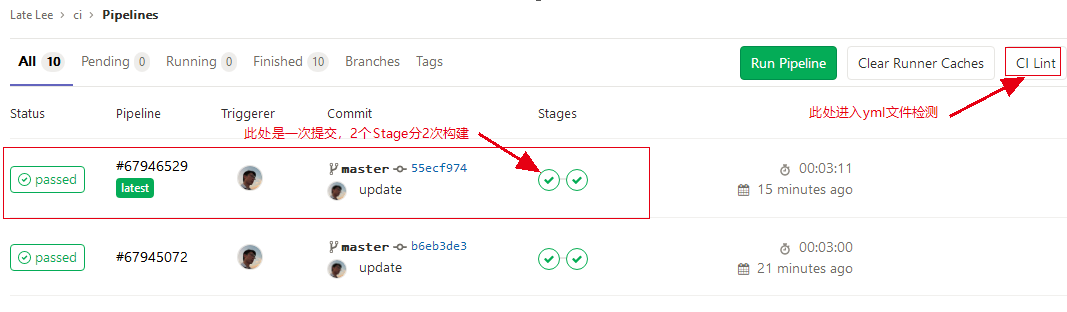 Late Lee > ci > Pipelines
All 10 Pending 0 Running 0 Finished 10 Branches Tags Run Pipeline Clear Runner Caches CI Lint
Status Pipeline Triggerer Commit Stages
此处进入yml文件检测
此处是一次提交，2个Stage分2次构建
passed #67946529 master 55ecf974 00:03:11
latest update 15 minutes ago
passed #67945072 master b6eb3de3 00:03:00
update 21 minutes ago